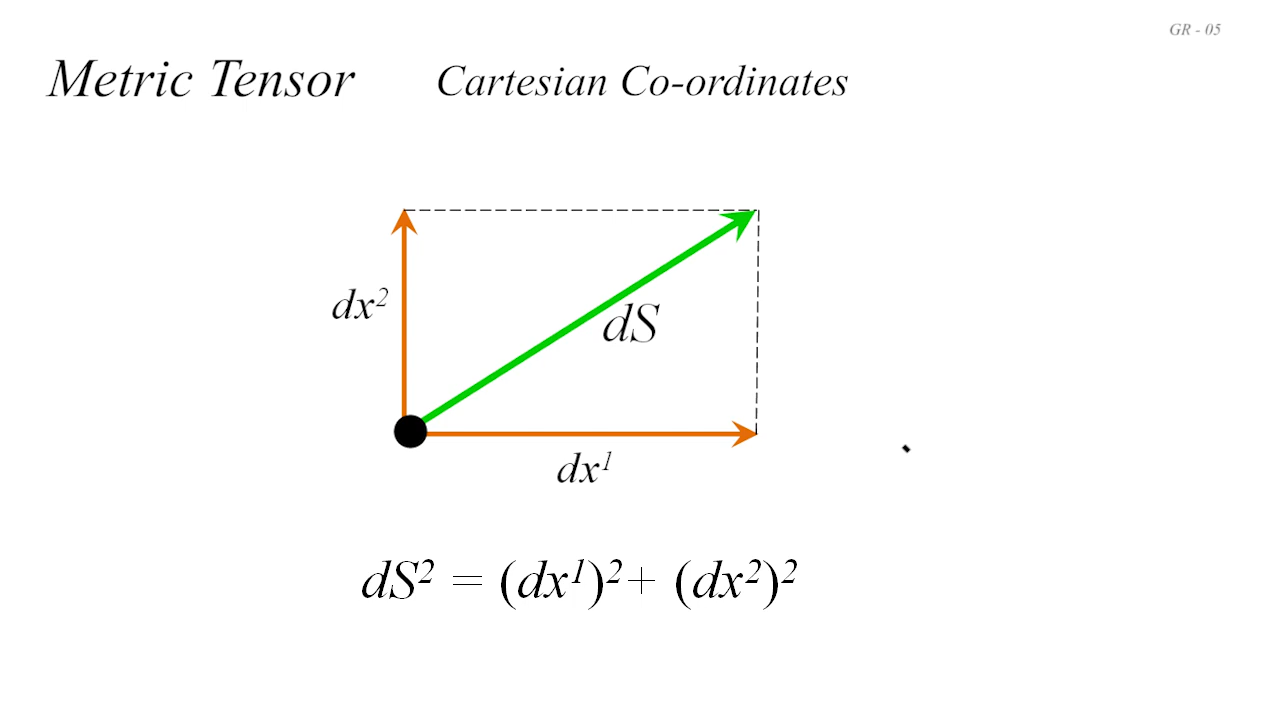 GR - 05
Metric Tensor Cartesian Co-ordinates
dx²
dS
dx¹
dS² = (dx¹)² + (dx²)²